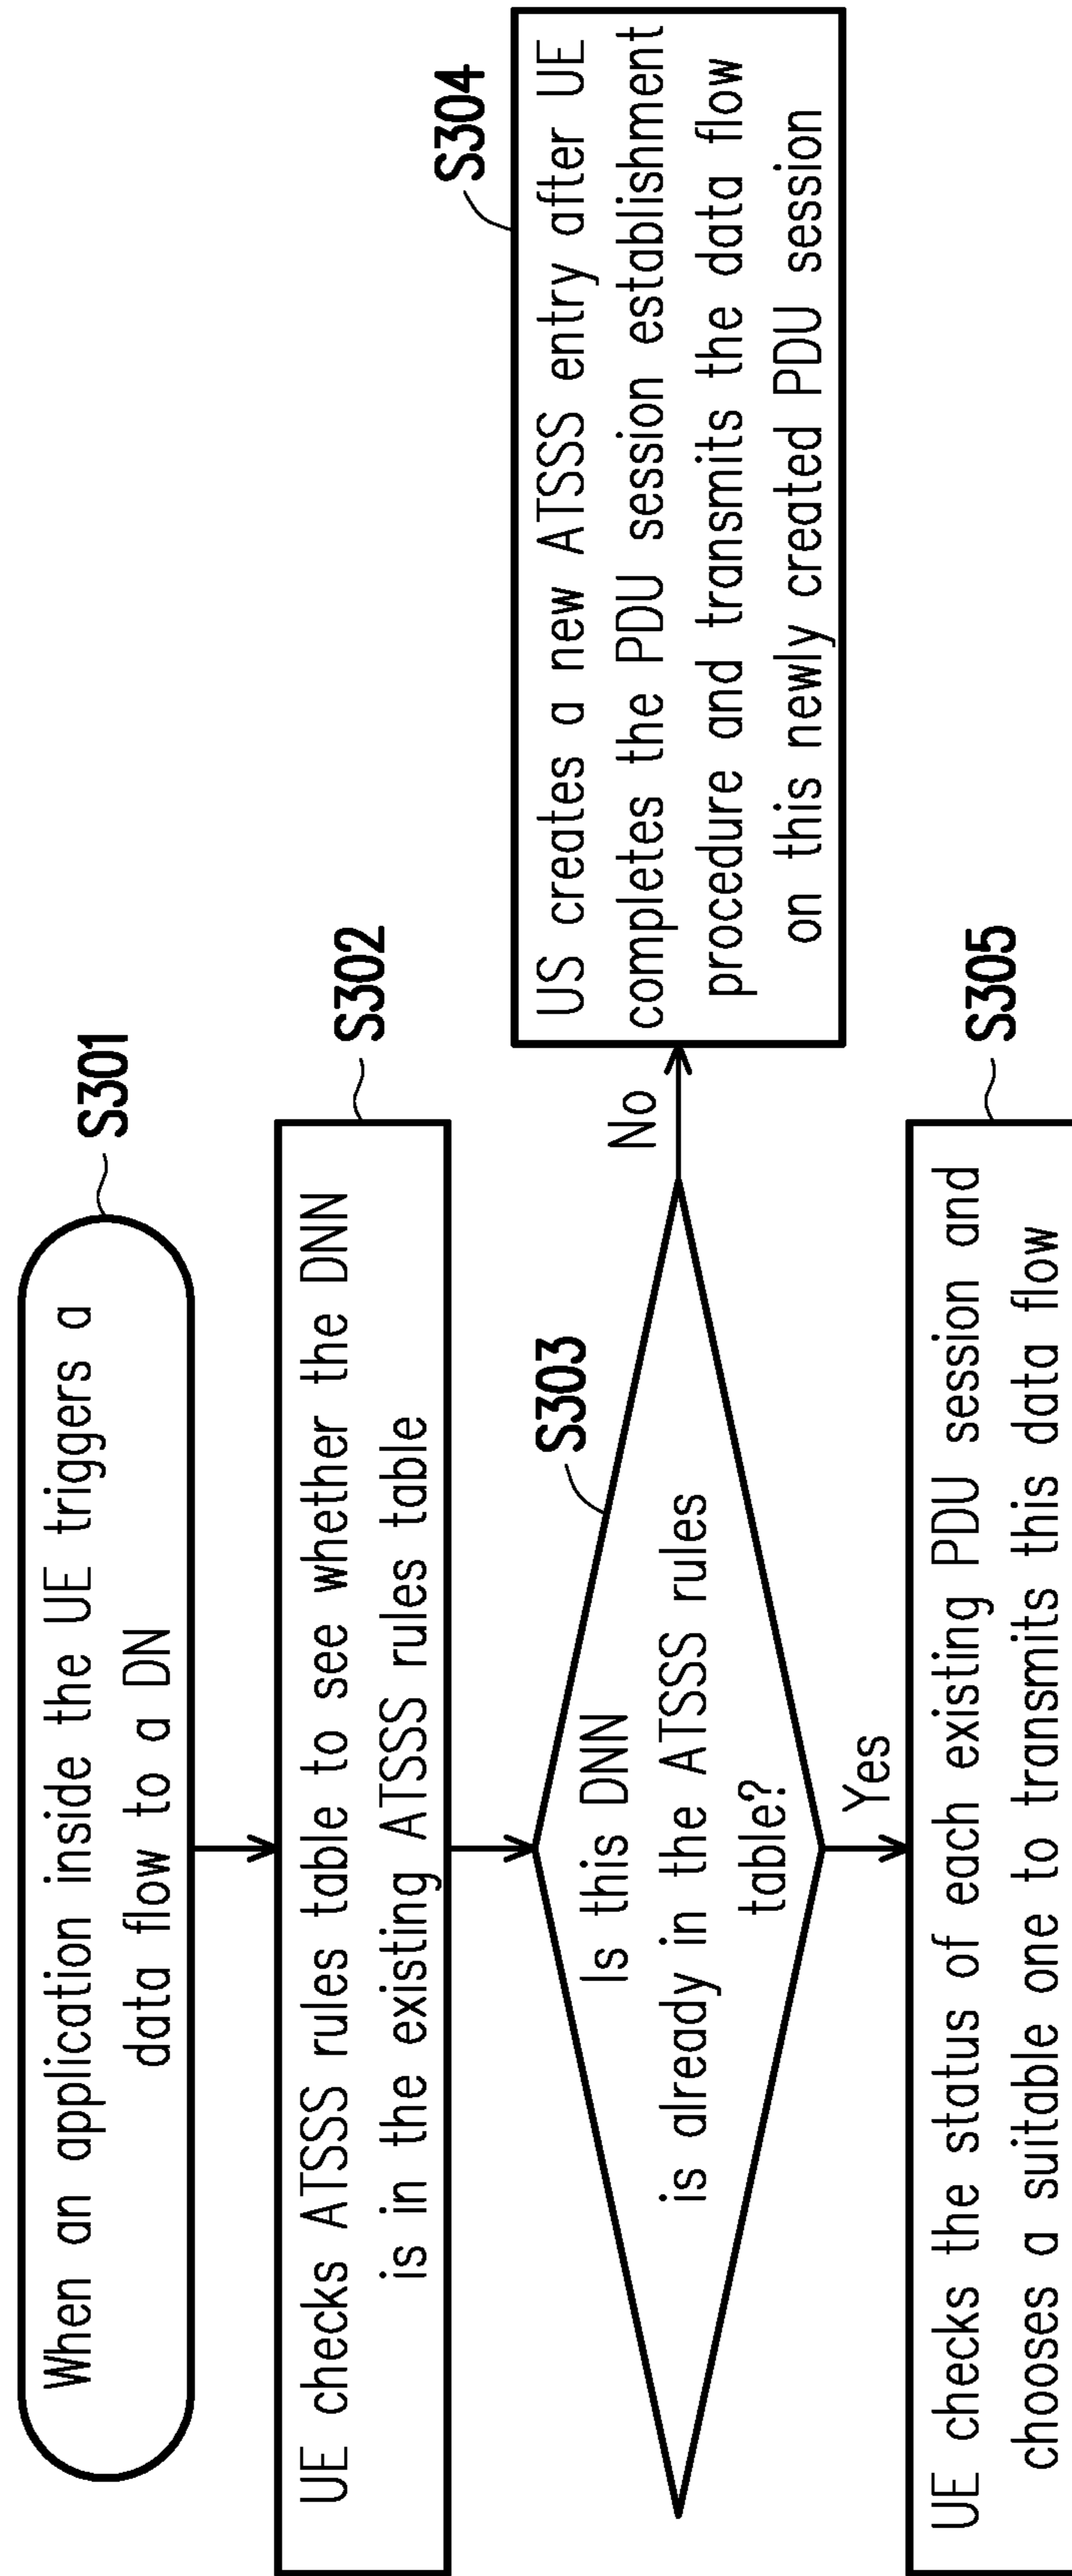 When an application inside the UE triggers a
data flow to a DN
S301
UE checks ATSSS rules table to see whether the DNN
is in the existing ATSSS rules table
S302
Is this DNN
is already in the ATSSS rules
table?
S303
No
US creates a new ATSSS entry after UE
completes the PDU session establishment
procedure and transmits the data flow
on this newly created PDU session
S304
Yes
UE checks the status of each existing PDU session and
chooses a suitable one to transmits this data flow
S305